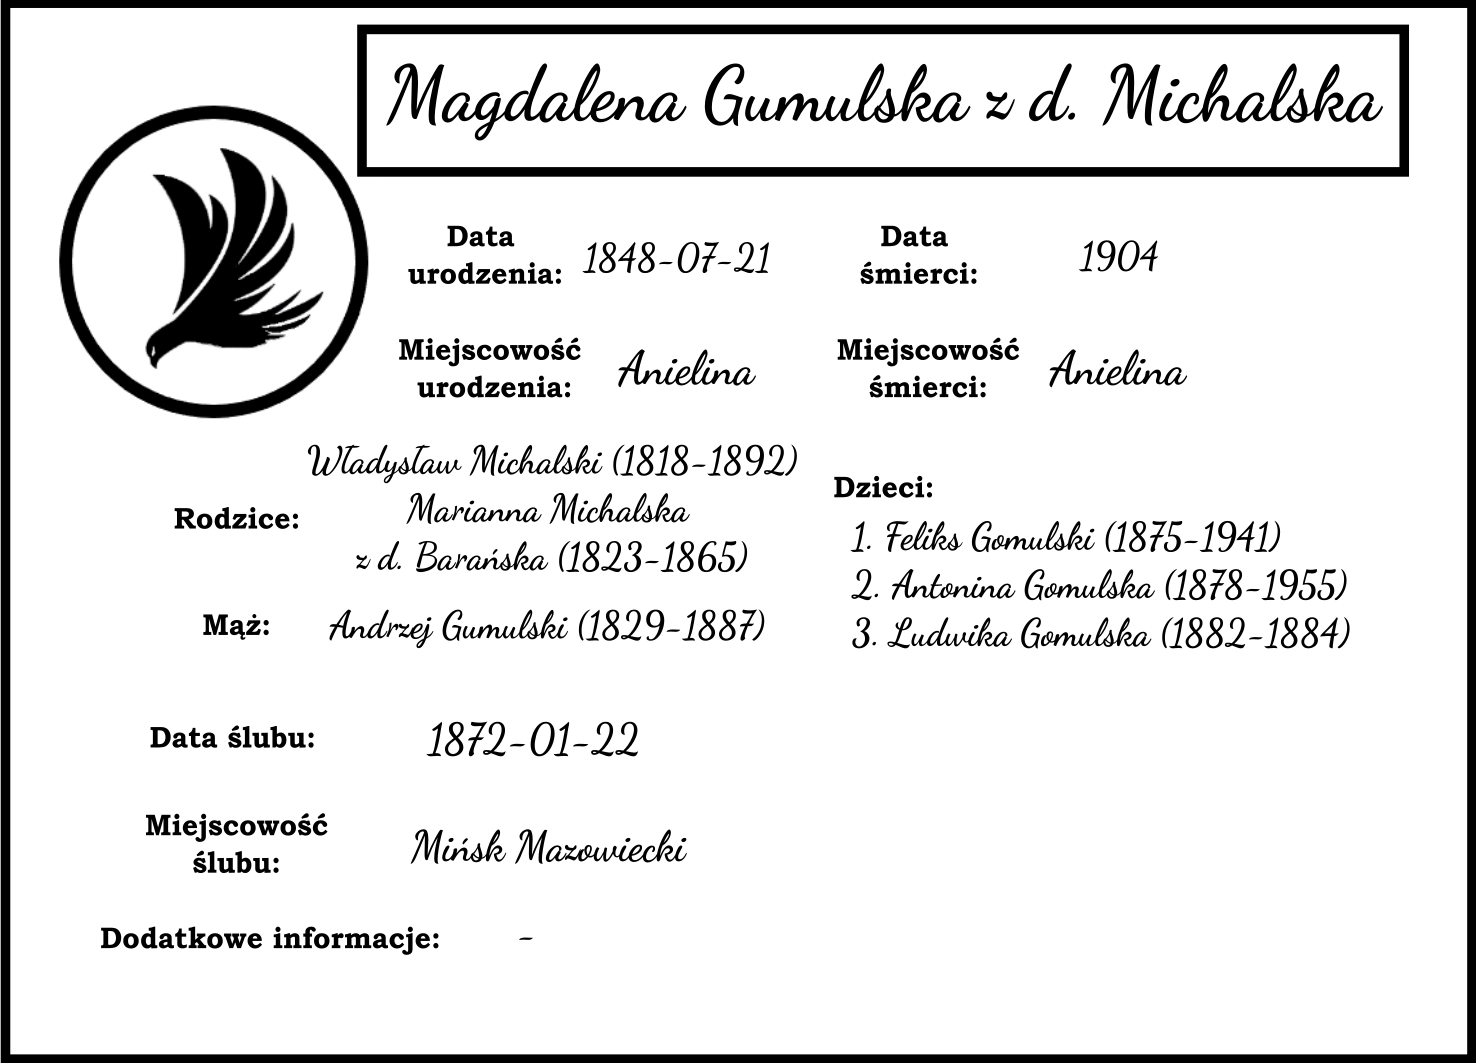 Magdalena Gumulska z d. Michalska
Data
urodzenia:
1848-07-21
Data
śmierci:
1904
Miejscowość
urodzenia:
Anielina
Miejscowość
śmierci:
Anielina
Rodzice:
Władysław Michalski (1818-1892)
Marianna Michalska
z d. Barańska (1823-1865)
Mąż:
Andrzej Gumulski (1829-1887)
Dzieci:
1. Feliks Gomulski (1875-1941)
2. Antonina Gomulska (1878-1955)
3. Ludwika Gomulska (1882-1884)
Data ślubu:
1872-01-22
Miejscowość
ślubu:
Mińsk Mazowiecki
Dodatkowe informacje:
-